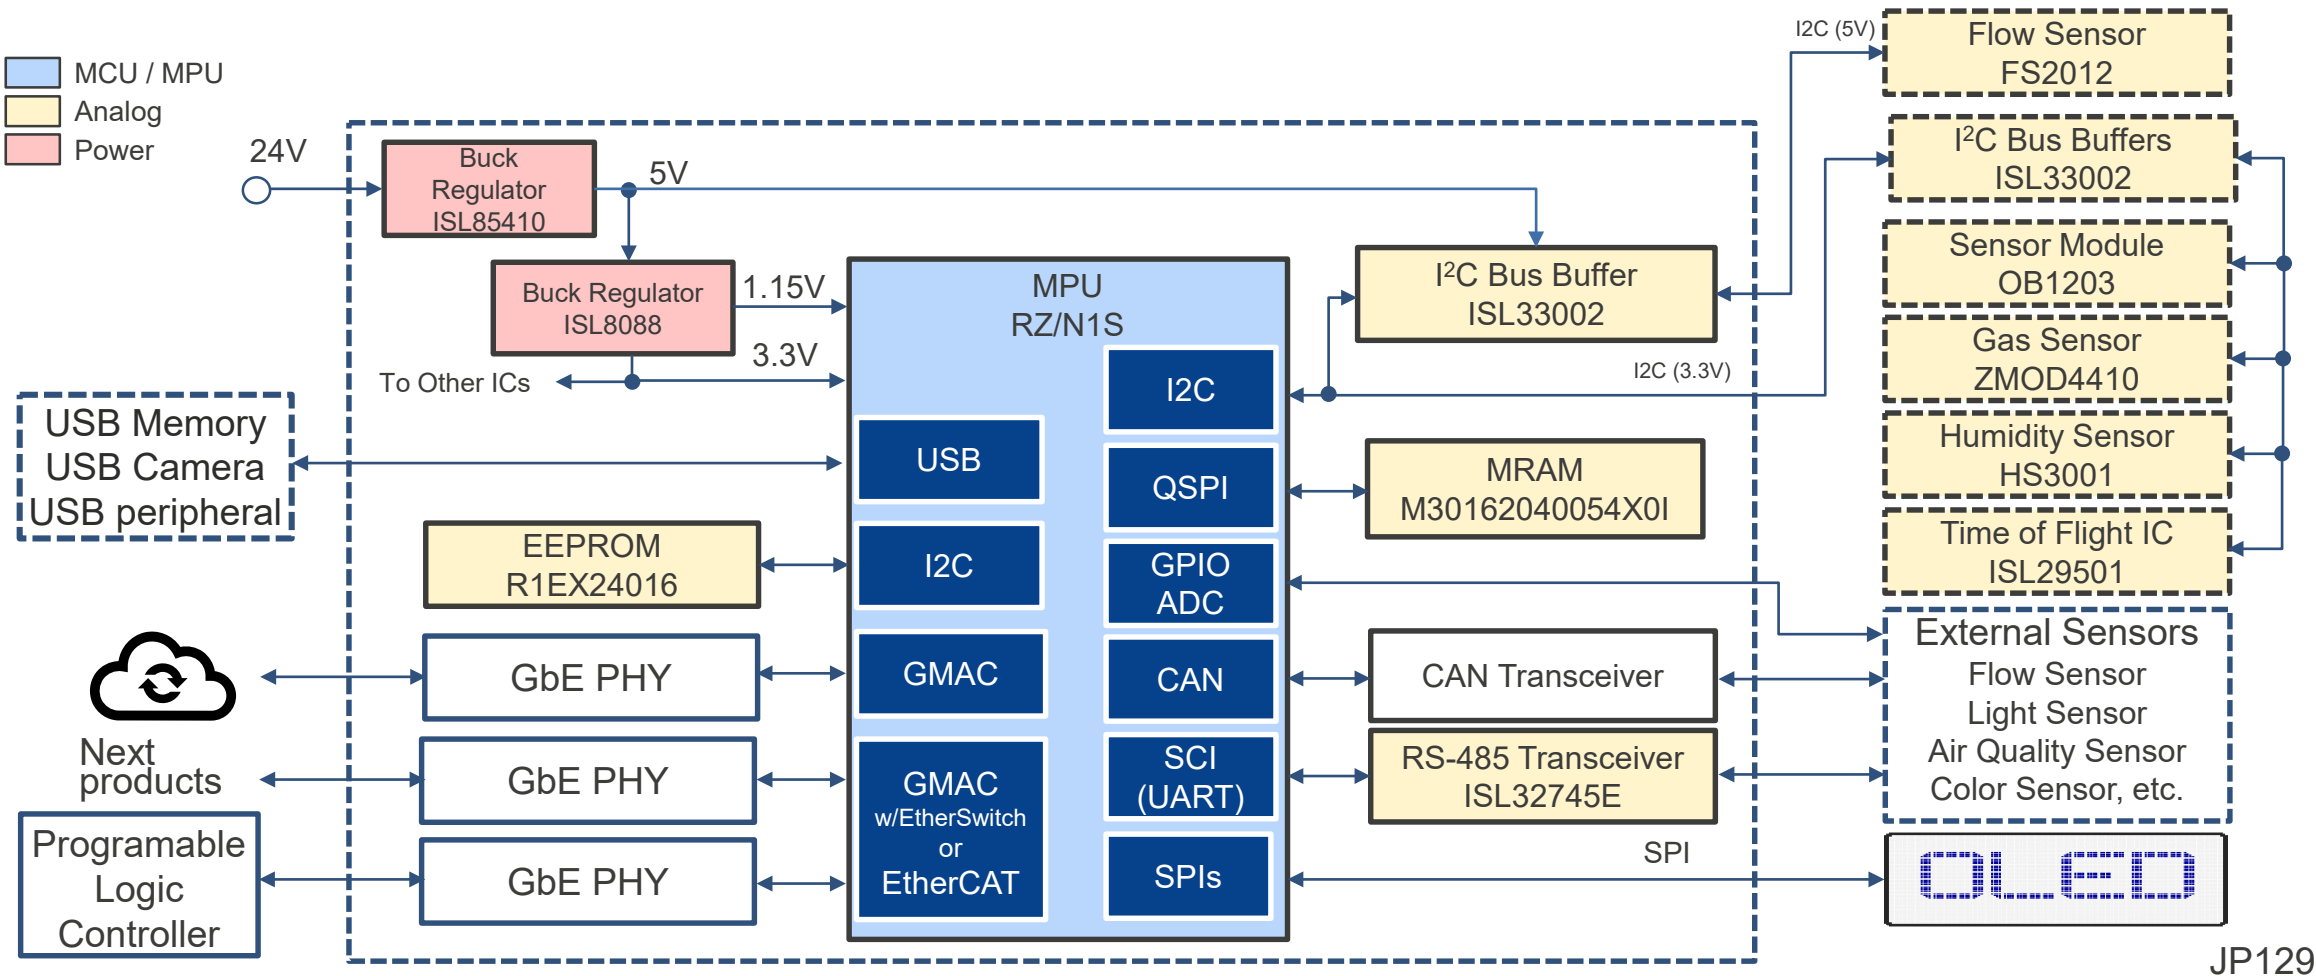 MCU / MPU
Analog
Power
24V
Buck
Regulator
ISL85410
5V
Buck Regulator
ISL8088
1.15V
3.3V
To Other ICs
USB Memory
USB Camera
USB peripheral
EEPROM
R1EX24016
GbE PHY
GbE PHY
GbE PHY
Next
products
Programable
Logic
Controller
MPU
RZ/N1S
USB
I2C
GMAC
GMAC
w/EtherSwitch
or
EtherCAT
I2C
QSPI
GPIO
ADC
CAN
SCI
(UART)
SPIs
I²C Bus Buffer
ISL33002
I2C (3.3V)
MRAM
M30162040054X0I
CAN Transceiver
RS-485 Transceiver
ISL32745E
SPI
I2C (5V)
Flow Sensor
FS2012
I²C Bus Buffers
ISL33002
Sensor Module
OB1203
Gas Sensor
ZMOD4410
Humidity Sensor
HS3001
Time of Flight IC
ISL29501
External Sensors
Flow Sensor
Light Sensor
Air Quality Sensor
Color Sensor, etc.
OLED
JP129